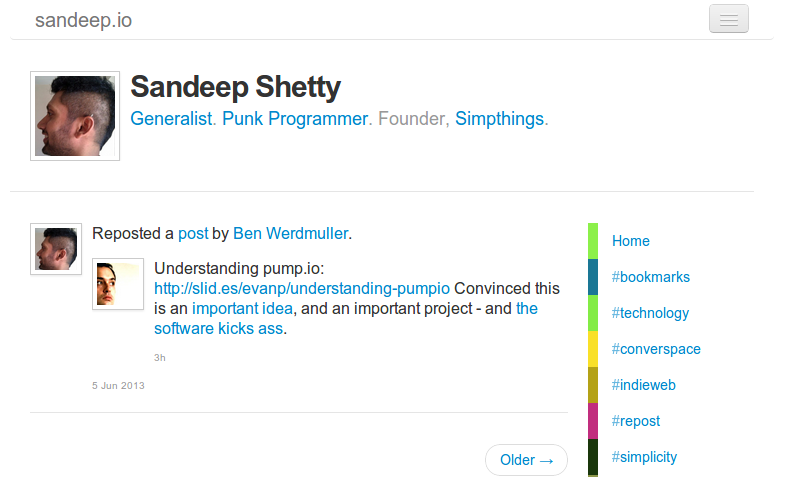 sandeep.io
Sandeep Shetty
Generalist. Punk Programmer. Founder, Simpthings.
Reposted a post by Ben Werdmuller.
Understanding pump.io:
http://slid.es/evanp/understanding-pumpio Convinced this
is an important idea, and an important project - and the
software kicks ass.
3h
5 Jun 2013
Older →
Home
#bookmarks
#technology
#converspace
#indieweb
#repost
#simplicity